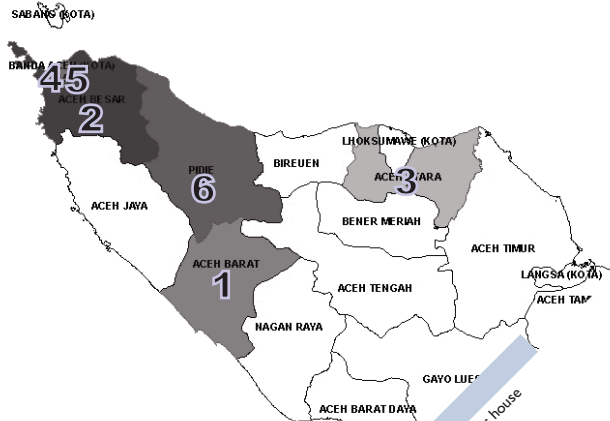 SABANG (KOTA)
BANDA ACEH (KOTA)
45
ACEH BESAR
2
LHOKSUMAWE (KOTA)
BIREUEN
PIDIE
6
ACEH UTARA
3
ACEH JAYA
BENER MERIAH
ACEH TIMUR
ACEH BARAT
1
LANGSA (KOTA)
ACEH TENGAH
ACEH TAM
NAGAN RAYA
GAYO LUES
ACEH BARAT DAYA
house